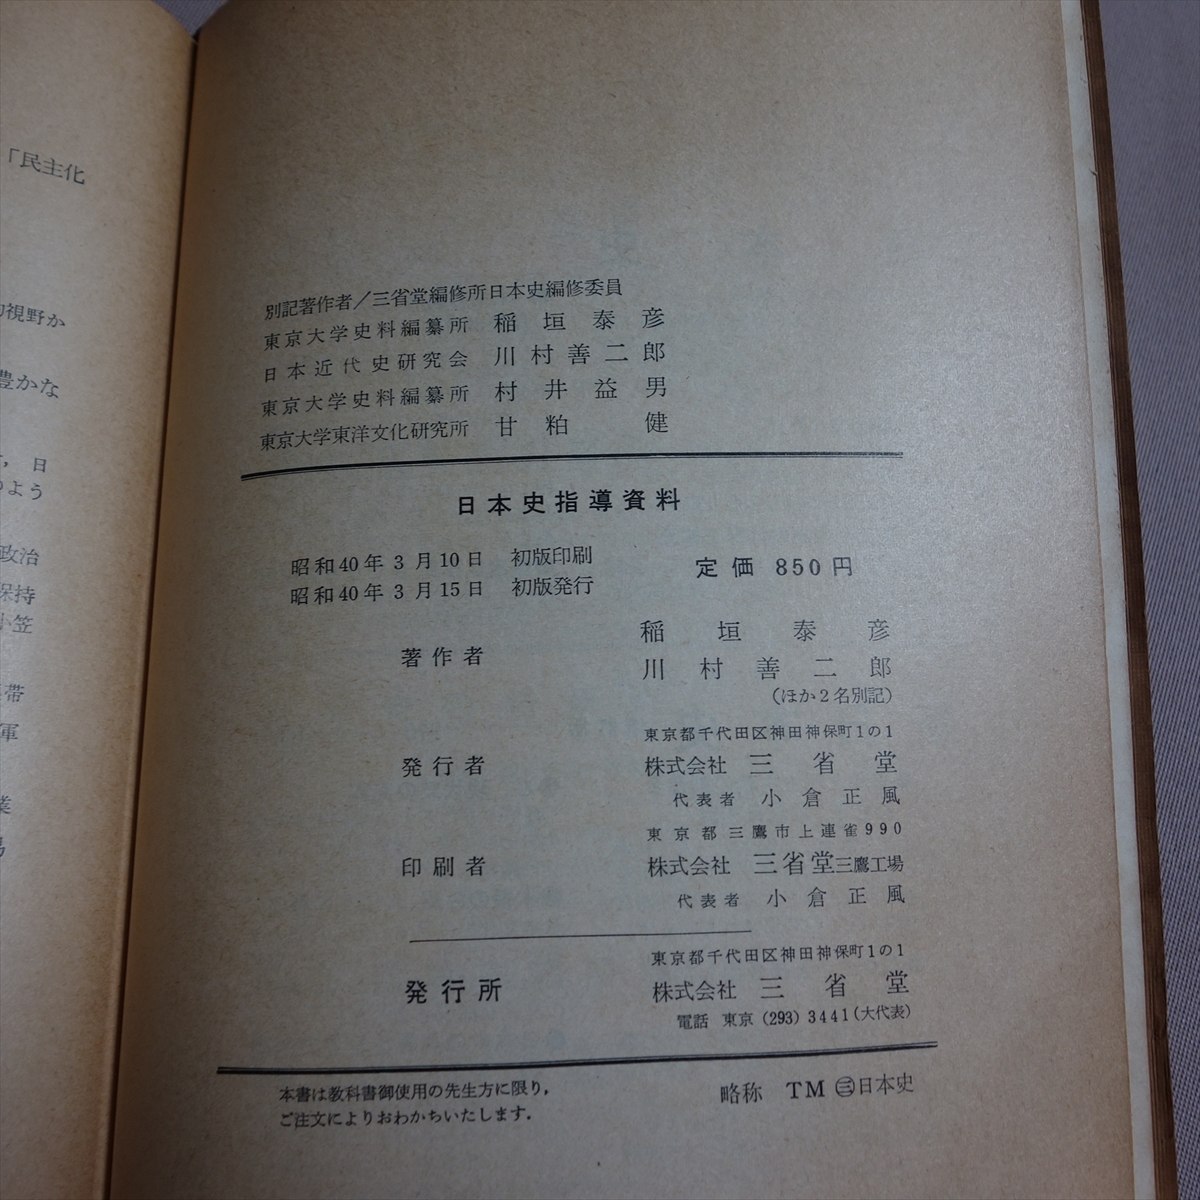 「民主化
視野か
豊かな
，日
のよう
政治
保持
小笠
帯
軍
業
別記著作者／三省堂編修所日本史編修委員
東京大学史料編纂所 稲垣泰彦
日本近代史研究会 川村善二郎
東京大学史料編纂所 村井益男
東京大学東洋文化研究所 甘粕健
日本史指導資料
昭和40年3月10日 初版印刷
昭和40年3月15日 初版発行
定価 850円
著作者
稲垣泰彦
川村善二郎
（ほか2名別記）
東京都千代田区神田神保町1の1
発行者 株式会社 三省堂
代表者 小倉正風
東京都三鷹市上連雀990
印刷者 株式会社 三省堂三鷹工場
代表者 小倉正風
東京都千代田区神田神保町1の1
発行所 株式会社 三省堂
電話 東京（293）3441（大代表）
本書は教科書御使用の先生方に限り，
ご注文によりおわかちいたします．
略称 TM㊂日本史